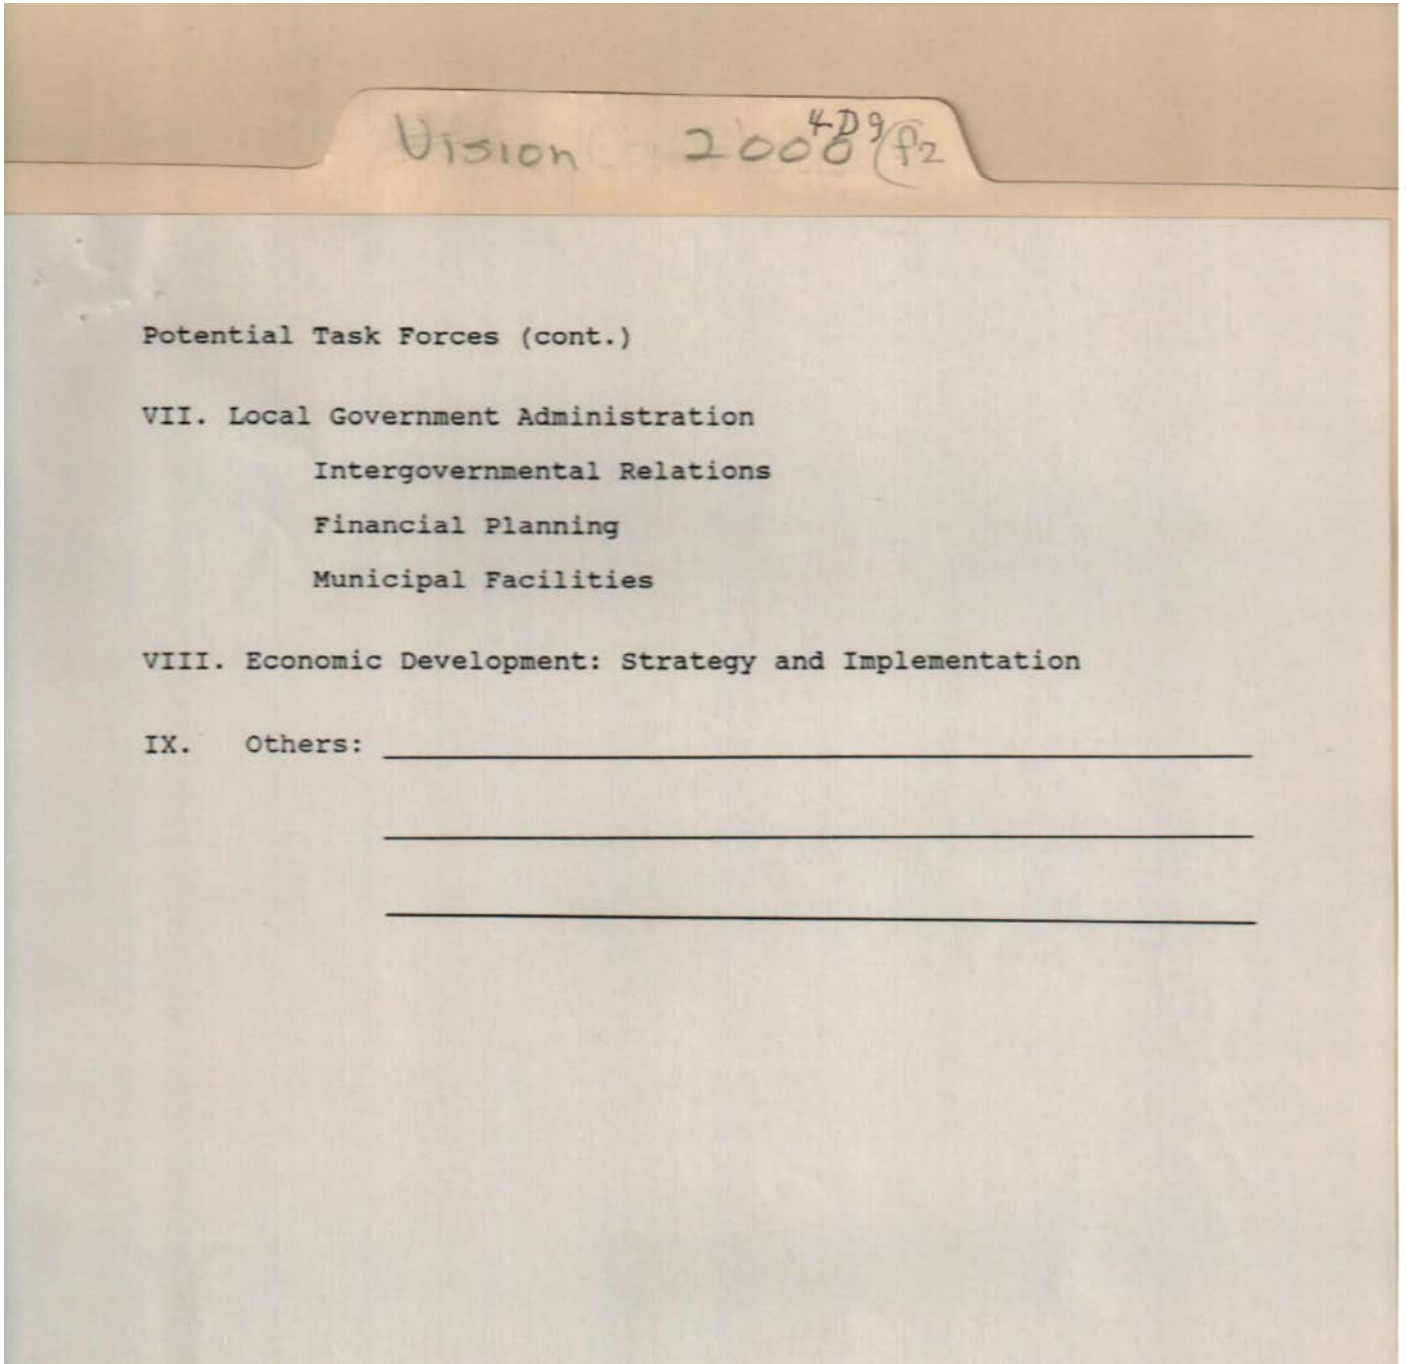 4D9
Vision 2000 (f2
Potential Task Forces (cont.)
VII. Local Government Administration
Intergovernmental Relations
Financial Planning
Municipal Facilities
VIII. Economic Development: Strategy and Implementation
IX. Others: